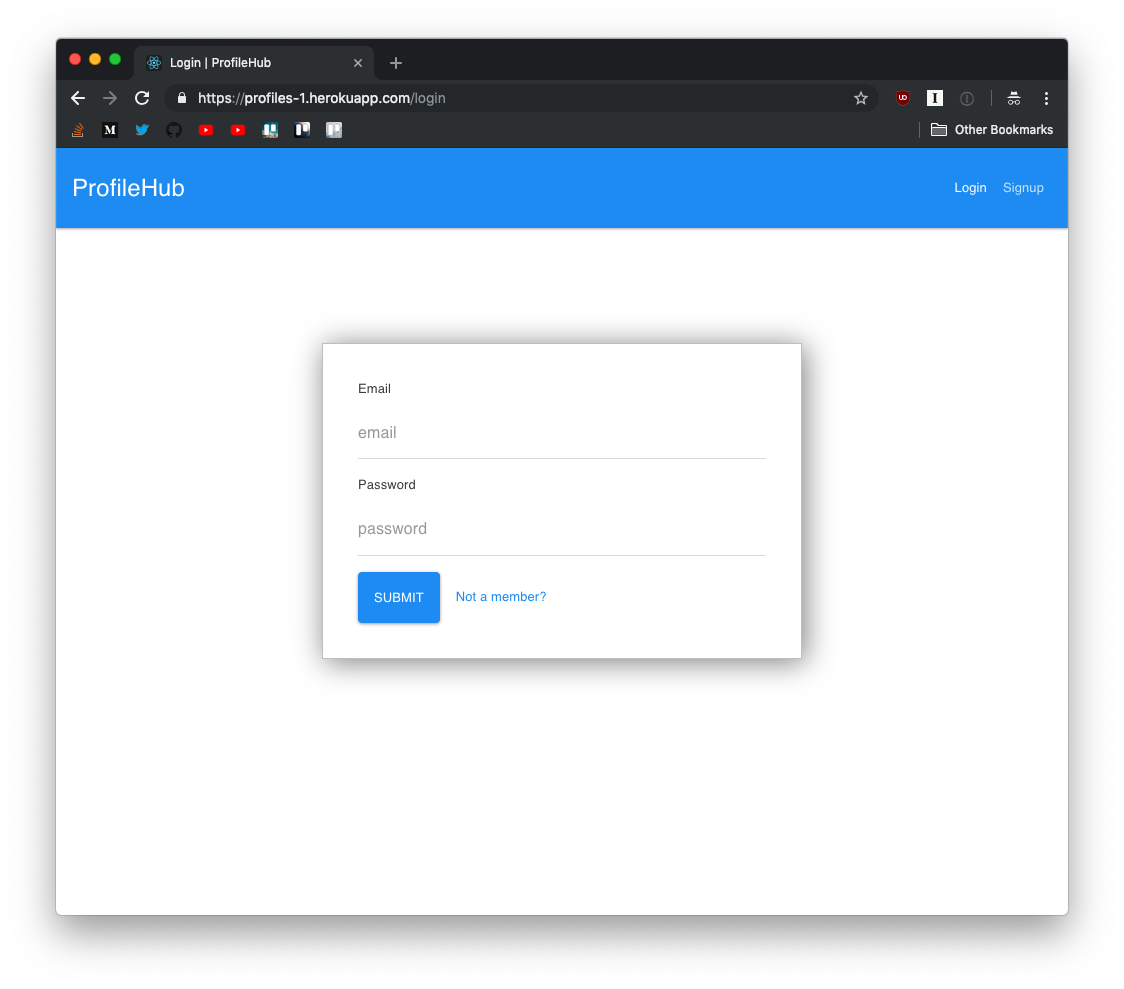 Login | ProfileHub
https://profiles-1.herokuapp.com/login
UD
I
M
Other Bookmarks
ProfileHub
Login Signup
Email
email
Password
password
SUBMIT Not a member?